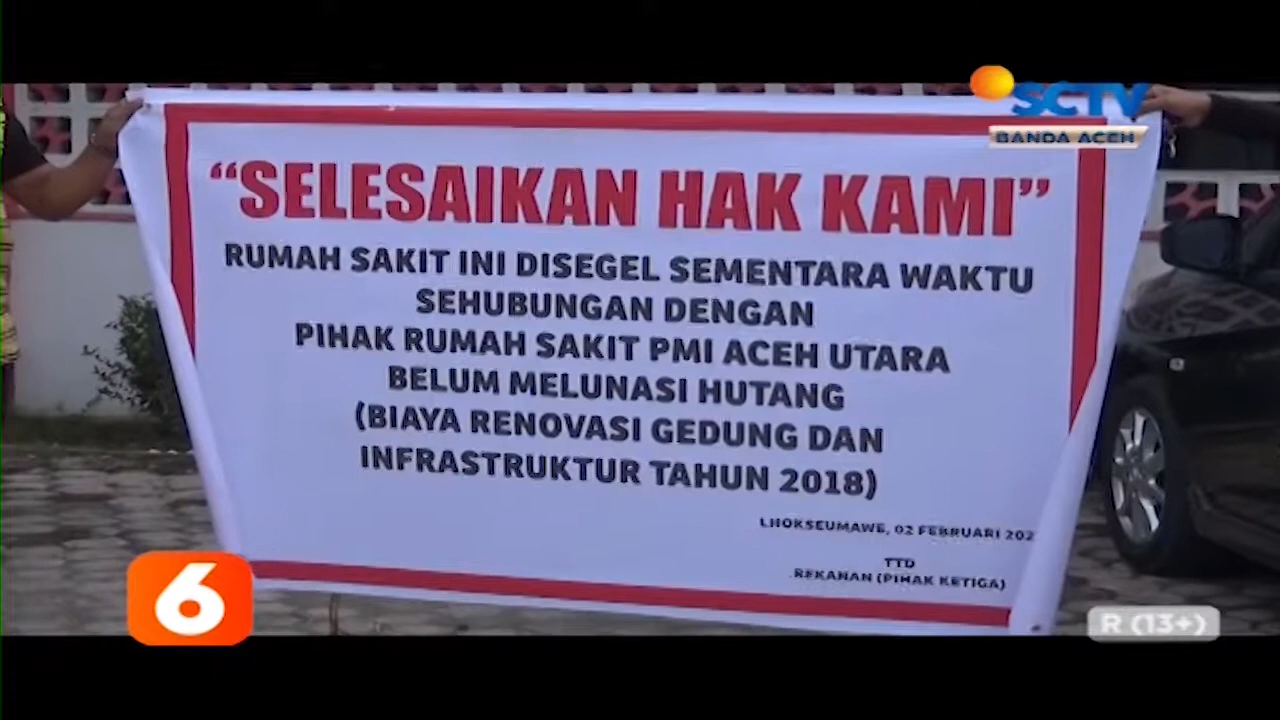 SCTV
BANDA ACEH
“SELESAIKAN HAK KAMI”
RUMAH SAKIT INI DISEGEL SEMENTARA WAKTU
SEHUBUNGAN DENGAN
PIHAK RUMAH SAKIT PMI ACEH UTARA
BELUM MELUNASI HUTANG
(BIAYA RENOVASI GEDUNG DAN
INFRASTRUKTUR TAHUN 2018)
LHOKSEUMAWE, 02 FEBRUARI 202
TTD
REKANAN (PIHAK KETIGA)
6
R (13+)